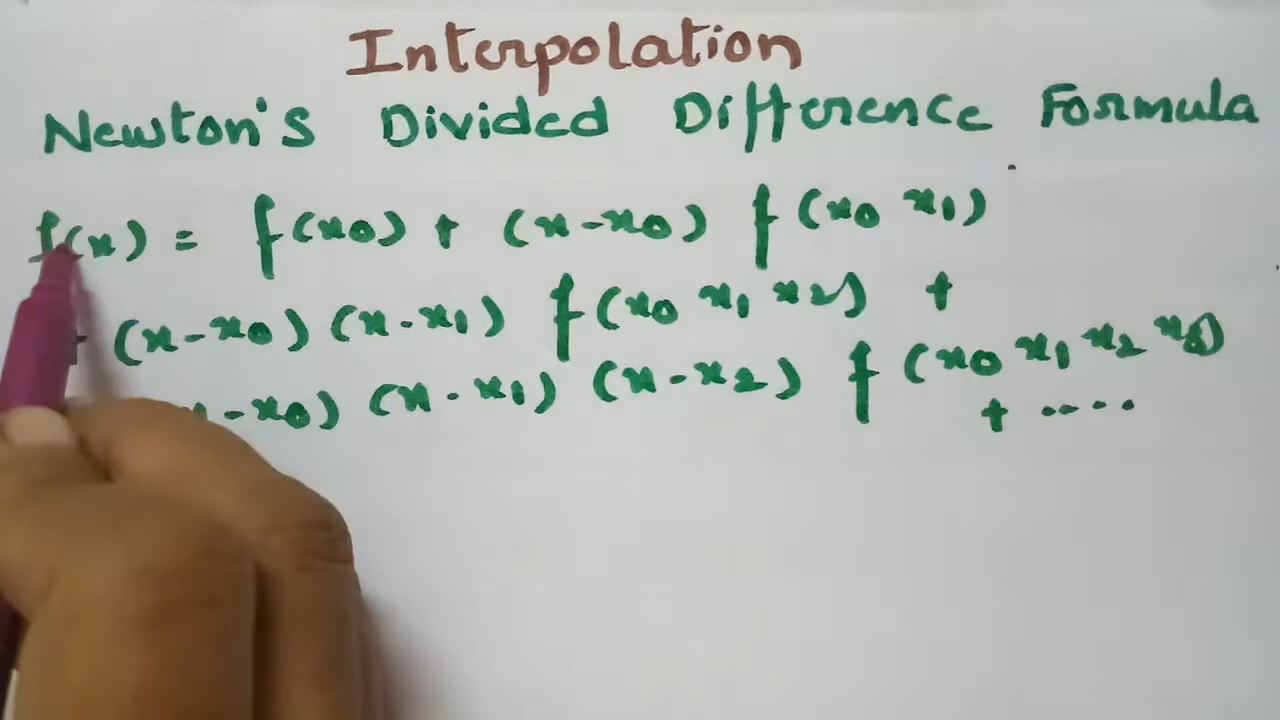 Interpolation
Newton's Divided Difference Formula
f(x) = f(x0) + (x-x0) f(x0 x1)
(x-x0) (x-x1) f(x0 x1 x2) +
-x0) (x-x1) (x-x2) f(x0 x1 x2 x3)
+ ....